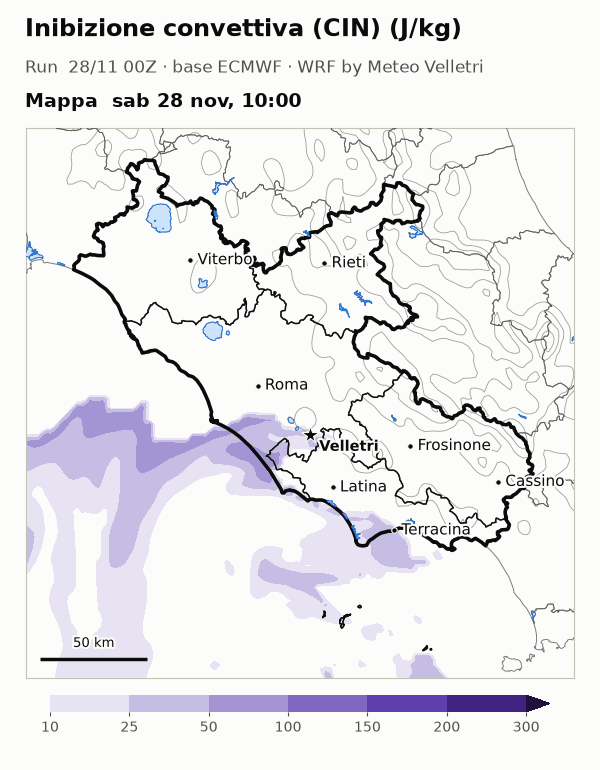 Inibizione convettiva (CIN) (J/kg)
Run  28/11 00Z · base ECMWF · WRF by Meteo Velletri
Mappa  sab 28 nov, 10:00
Viterbo
Rieti
Roma
Velletri
Frosinone
Cassino
Latina
Terracina
50 km
10 25 50 100 150 200 300